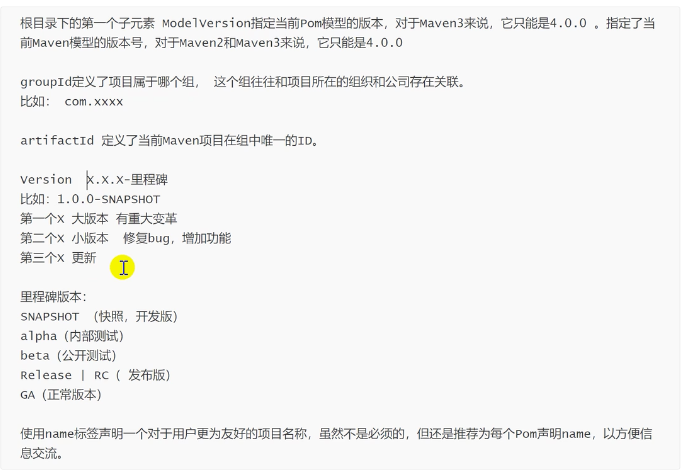 根目录下的第一个子元素 ModelVersion指定当前Pom模型的版本，对于Maven3来说，它只能是4.0.0 。指定了当
前Maven模型的版本号，对于Maven2和Maven3来说，它只能是4.0.0
groupId定义了项目属于哪个组， 这个组往往和项目所在的组织和公司存在关联。
比如： com.xxxx
artifactId 定义了当前Maven项目在组中唯一的ID。
Version  X.X.X-里程碑
比如：1.0.0-SNAPSHOT
第一个X 大版本 有重大变革
第二个X 小版本  修复bug，增加功能
第三个X 更新
里程碑版本：
SNAPSHOT （快照，开发版）
alpha（内部测试）
beta（公开测试）
Release | RC（ 发布版）
GA（正常版本）
使用name标签声明一个对于用户更为友好的项目名称，虽然不是必须的，但还是推荐为每个Pom声明name，以方便信
息交流。